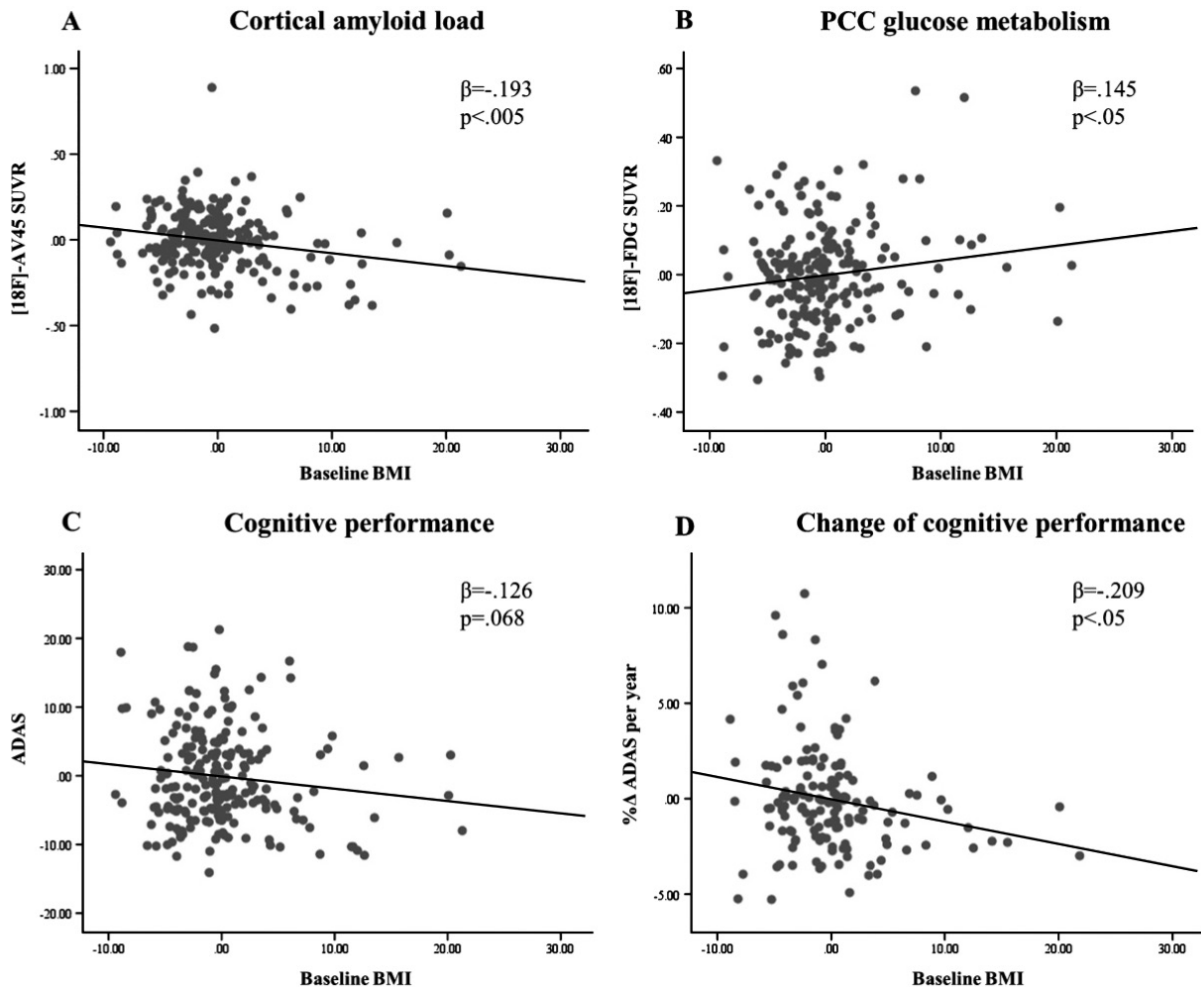 A Cortical amyloid load
β=-.193
p<.005
[18F]-AV45 SUVR
1.00
.50
.00
-.50
-1.00
-10.00 .00 10.00 20.00 30.00
Baseline BMI
B PCC glucose metabolism
β=.145
p<.05
[18F]-FDG SUVR
.60
.40
.20
.00
-.20
-.40
-10.00 .00 10.00 20.00 30.00
Baseline BMI
C Cognitive performance
β=-.126
p=.068
ADAS
30.00
20.00
10.00
.00
-10.00
-20.00
-10.00 .00 10.00 20.00 30.00
Baseline BMI
D Change of cognitive performance
β=-.209
p<.05
%Δ ADAS per year
10.00
5.00
.00
-5.00
-10.00 .00 10.00 20.00 30.00
Baseline BMI